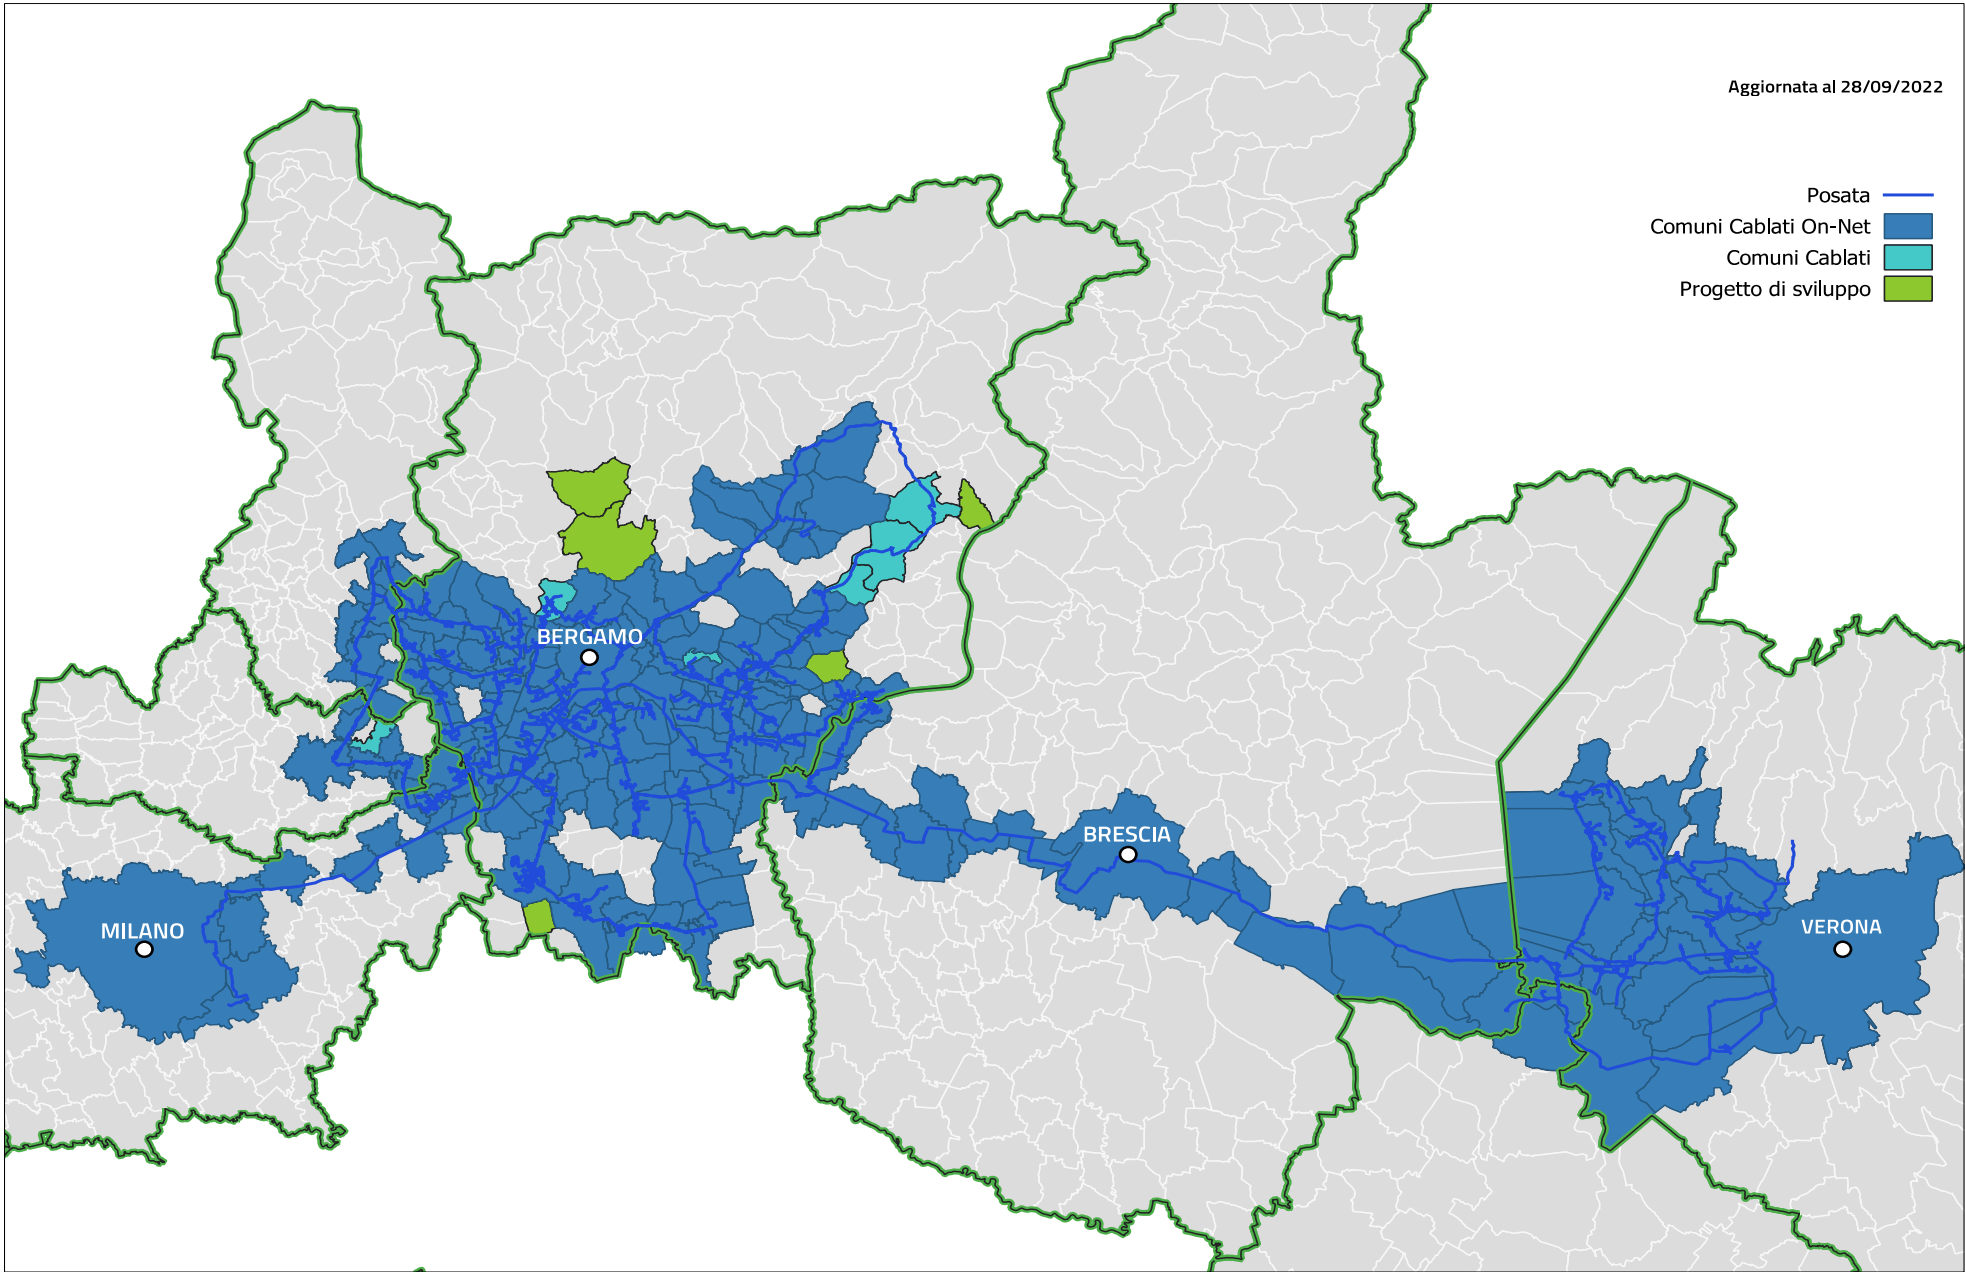 Aggiornata al 28/09/2022
Posata
Comuni Cablati On-Net
Comuni Cablati
Progetto di sviluppo
BERGAMO
BRESCIA
MILANO
VERONA